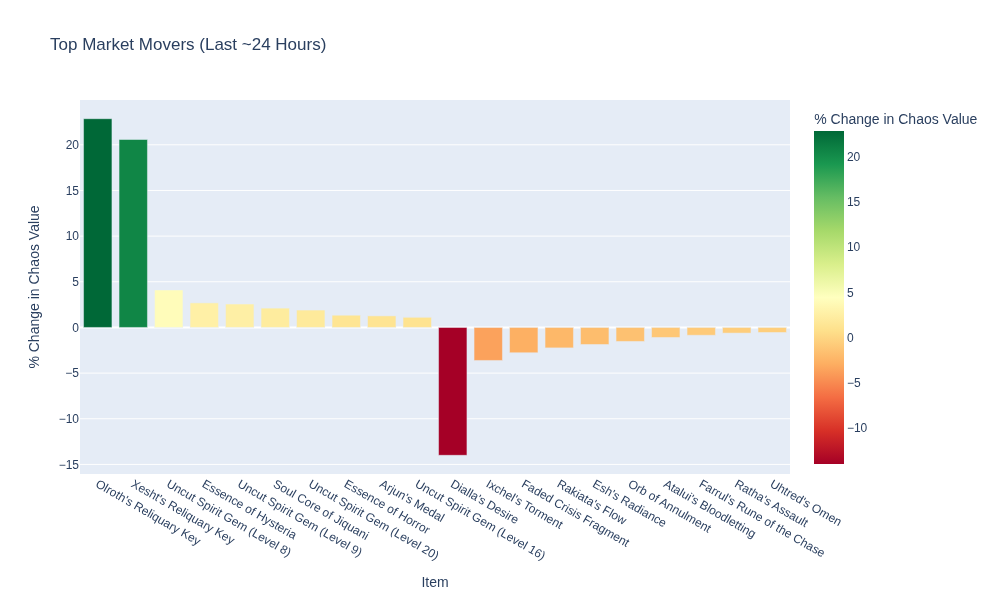 Top Market Movers (Last ~24 Hours)
% Change in Chaos Value
20
15
10
5
0
−5
−10
−15
% Change in Chaos Value
20
15
10
5
0
−5
−10
Olroth's Reliquary Key
Xesht's Reliquary Key
Uncut Spirit Gem (Level 8)
Essence of Hysteria
Uncut Spirit Gem (Level 9)
Soul Core of Jiquani
Uncut Spirit Gem (Level 20)
Essence of Horror
Arjun's Medal
Uncut Spirit Gem (Level 16)
Dialla's Desire
Ixchel's Torment
Faded Crisis Fragment
Rakiata's Flow
Esh's Radiance
Orb of Annulment
Atalui's Bloodletting
Farrul's Rune of the Chase
Ratha's Assault
Uhtred's Omen
Item